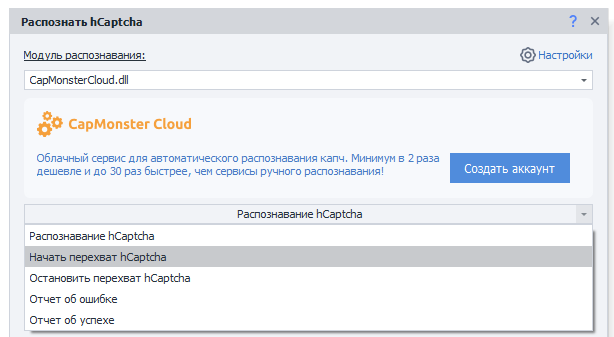 Распознать hCaptcha
? ×
Модуль распознавания:
Настройки
CapMonsterCloud.dll
CapMonster Cloud
Облачный сервис для автоматического распознавания капч. Минимум в 2 раза
дешевле и до 30 раз быстрее, чем сервисы ручного распознавания!
Создать аккаунт
Распознавание hCaptcha
Распознавание hCaptcha
Начать перехват hCaptcha
Остановить перехват hCaptcha
Отчет об ошибке
Отчет об успехе